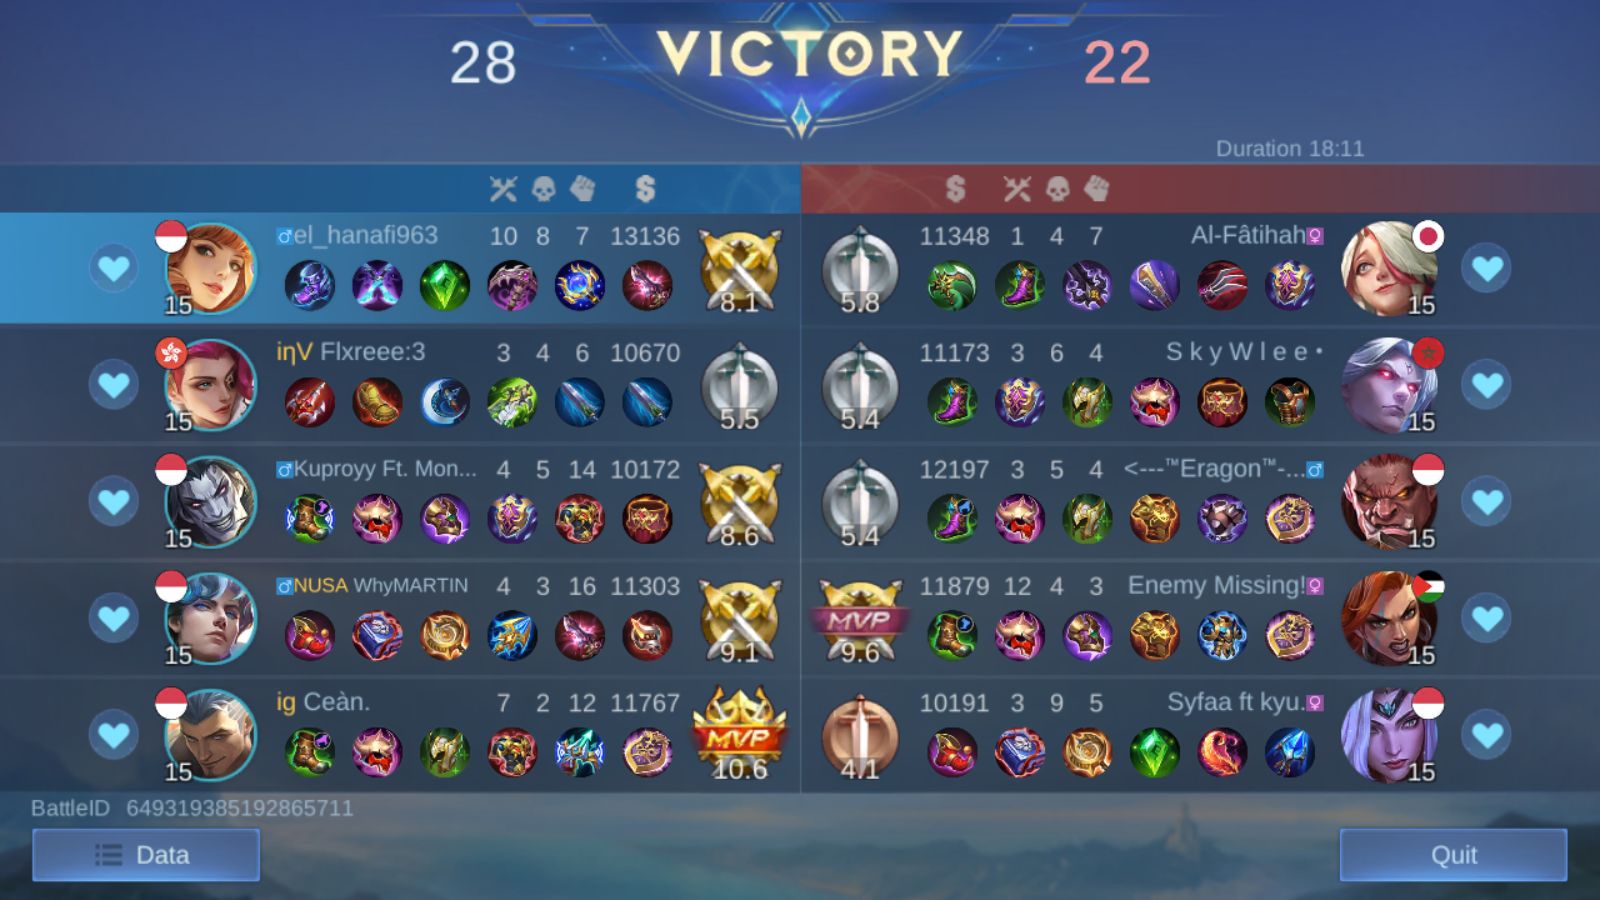 28 VICTORY 22
Duration 18:11
el_hanafi963 10 8 7 13136
15 8.1
11348 1 4 7 Al-Fâtihah
5.8 15
iηV Flxreee:3 3 4 6 10670
15 5.5
11173 3 6 4 S k y W l e e •
5.4 15
Kuproyy Ft. Mon... 4 5 14 10172
15 8.6
12197 3 5 4 <---™Eragon™-...
5.4 15
NUSA WhyMARTIN 4 3 16 11303
15 9.1
11879 12 4 3 Enemy Missing!
MVP 9.6 15
ig Ceàn. 7 2 12 11767
15 MVP 10.6
10191 3 9 5 Syfaa ft kyu.
4.1 15
BattleID 649319385192865711
Data
Quit